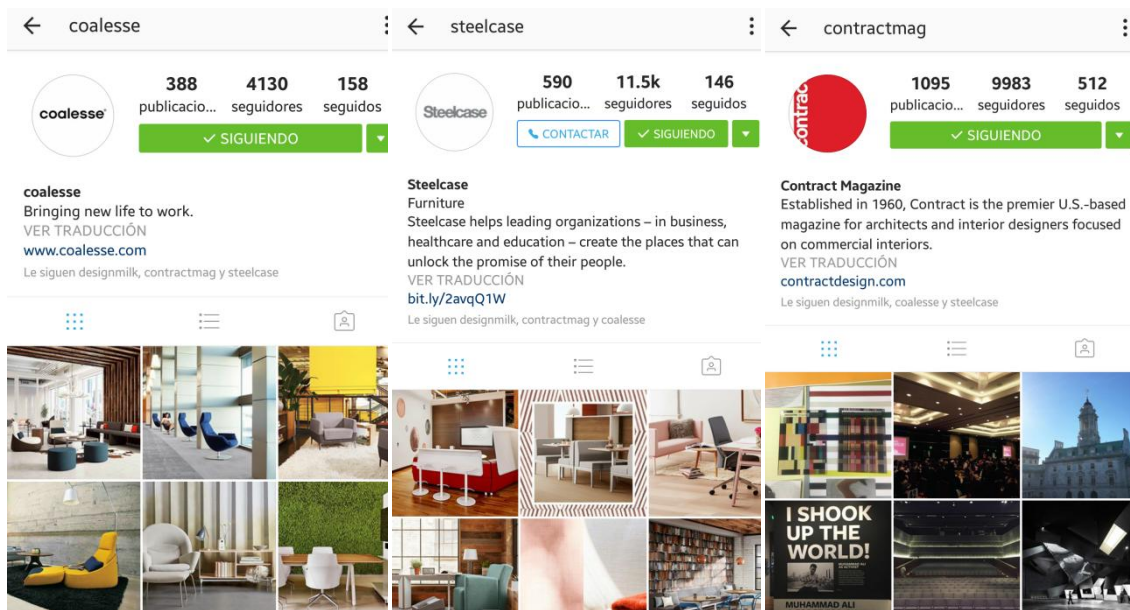 coalesse
coalesse
388 4130 158
publicacio... seguidores seguidos
✓ SIGUIENDO
coalesse
Bringing new life to work.
VER TRADUCCIÓN
www.coalesse.com
Le siguen designmilk, contractmag y steelcase
steelcase
Steelcase
590 11.5k 146
publicacio... seguidores seguidos
CONTACTAR ✓ SIGUIENDO
Steelcase
Furniture
Steelcase helps leading organizations – in business,
healthcare and education – create the places that can
unlock the promise of their people.
VER TRADUCCIÓN
bit.ly/2avqQ1W
Le siguen designmilk, contractmag y coalesse
contractmag
contrac
1095 9983 512
publicacio... seguidores seguidos
✓ SIGUIENDO
Contract Magazine
Established in 1960, Contract is the premier U.S.-based
magazine for architects and interior designers focused
on commercial interiors.
VER TRADUCCIÓN
contractdesign.com
Le siguen designmilk, coalesse y steelcase
I SHOOK
UP THE
WORLD!
MUHAMMAD ALI